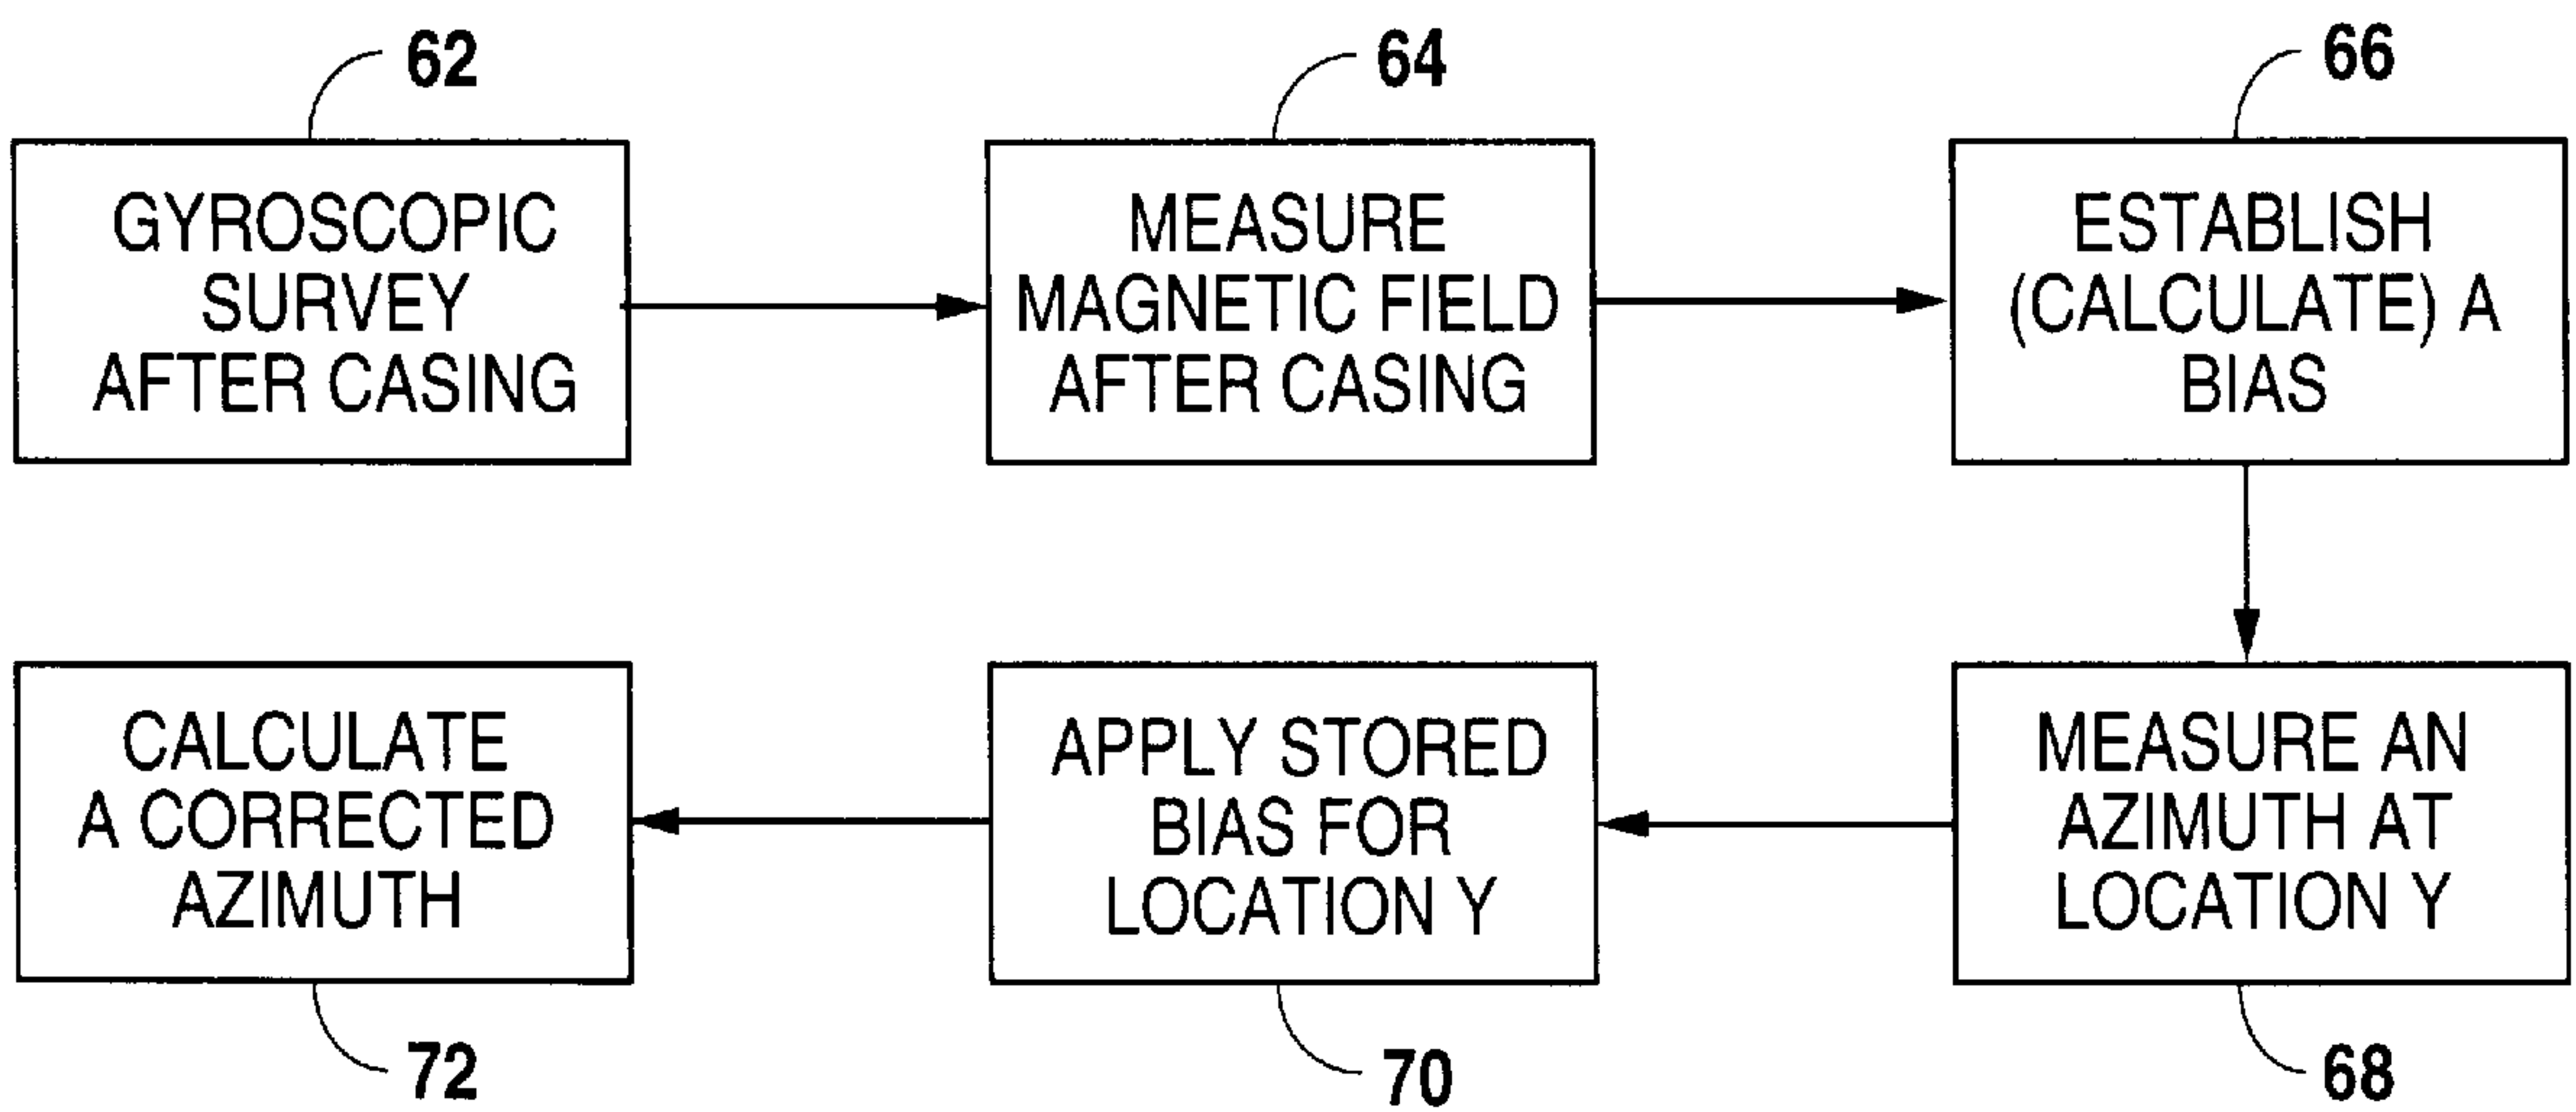 62
GYROSCOPIC
SURVEY
AFTER CASING
64
MEASURE
MAGNETIC FIELD
AFTER CASING
66
ESTABLISH
(CALCULATE) A
BIAS
MEASURE AN
AZIMUTH AT
LOCATION Y
68
APPLY STORED
BIAS FOR
LOCATION Y
70
CALCULATE
A CORRECTED
AZIMUTH
72